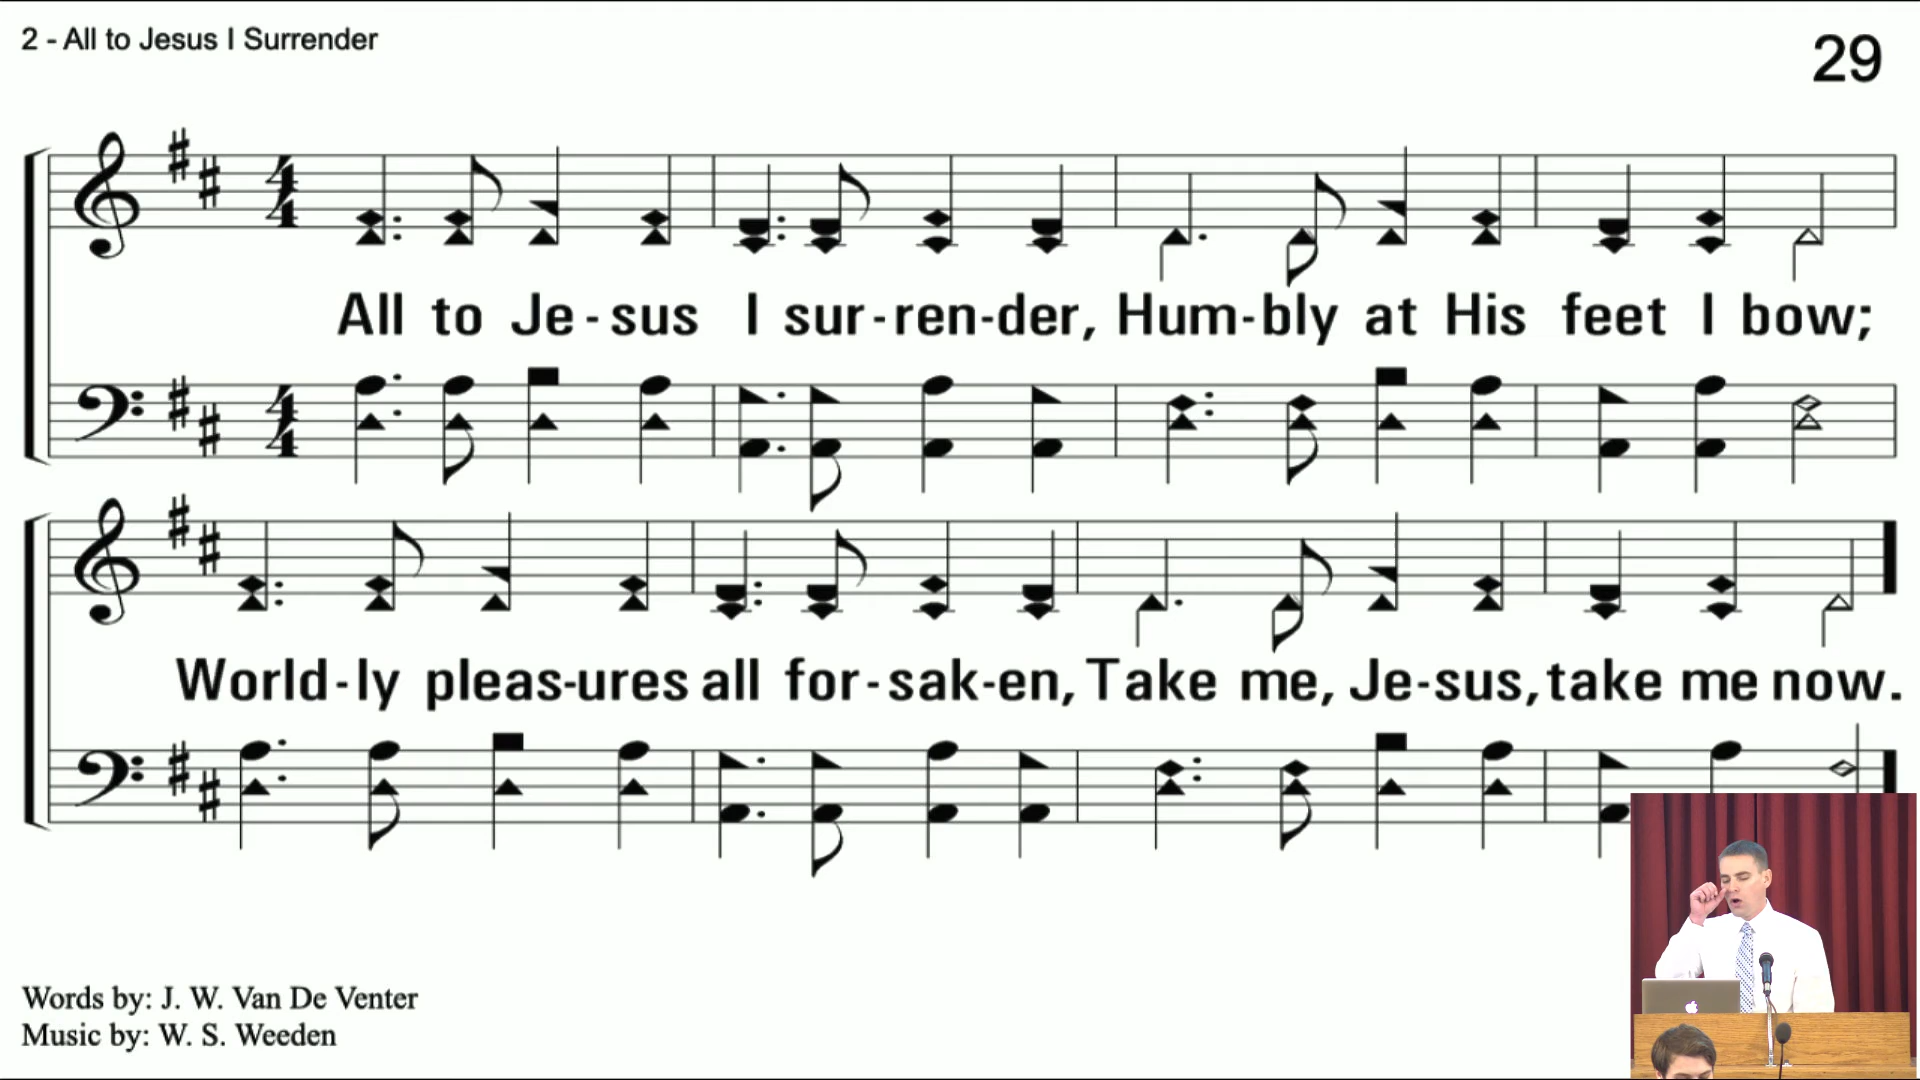 2 - All to Jesus I Surrender
29
All to Je - sus I sur - ren - der, Hum - bly at His feet I bow;
World - ly pleas - ures all for - sak - en, Take me, Je - sus, take me now.
Words by: J. W. Van De Venter
Music by: W. S. Weeden